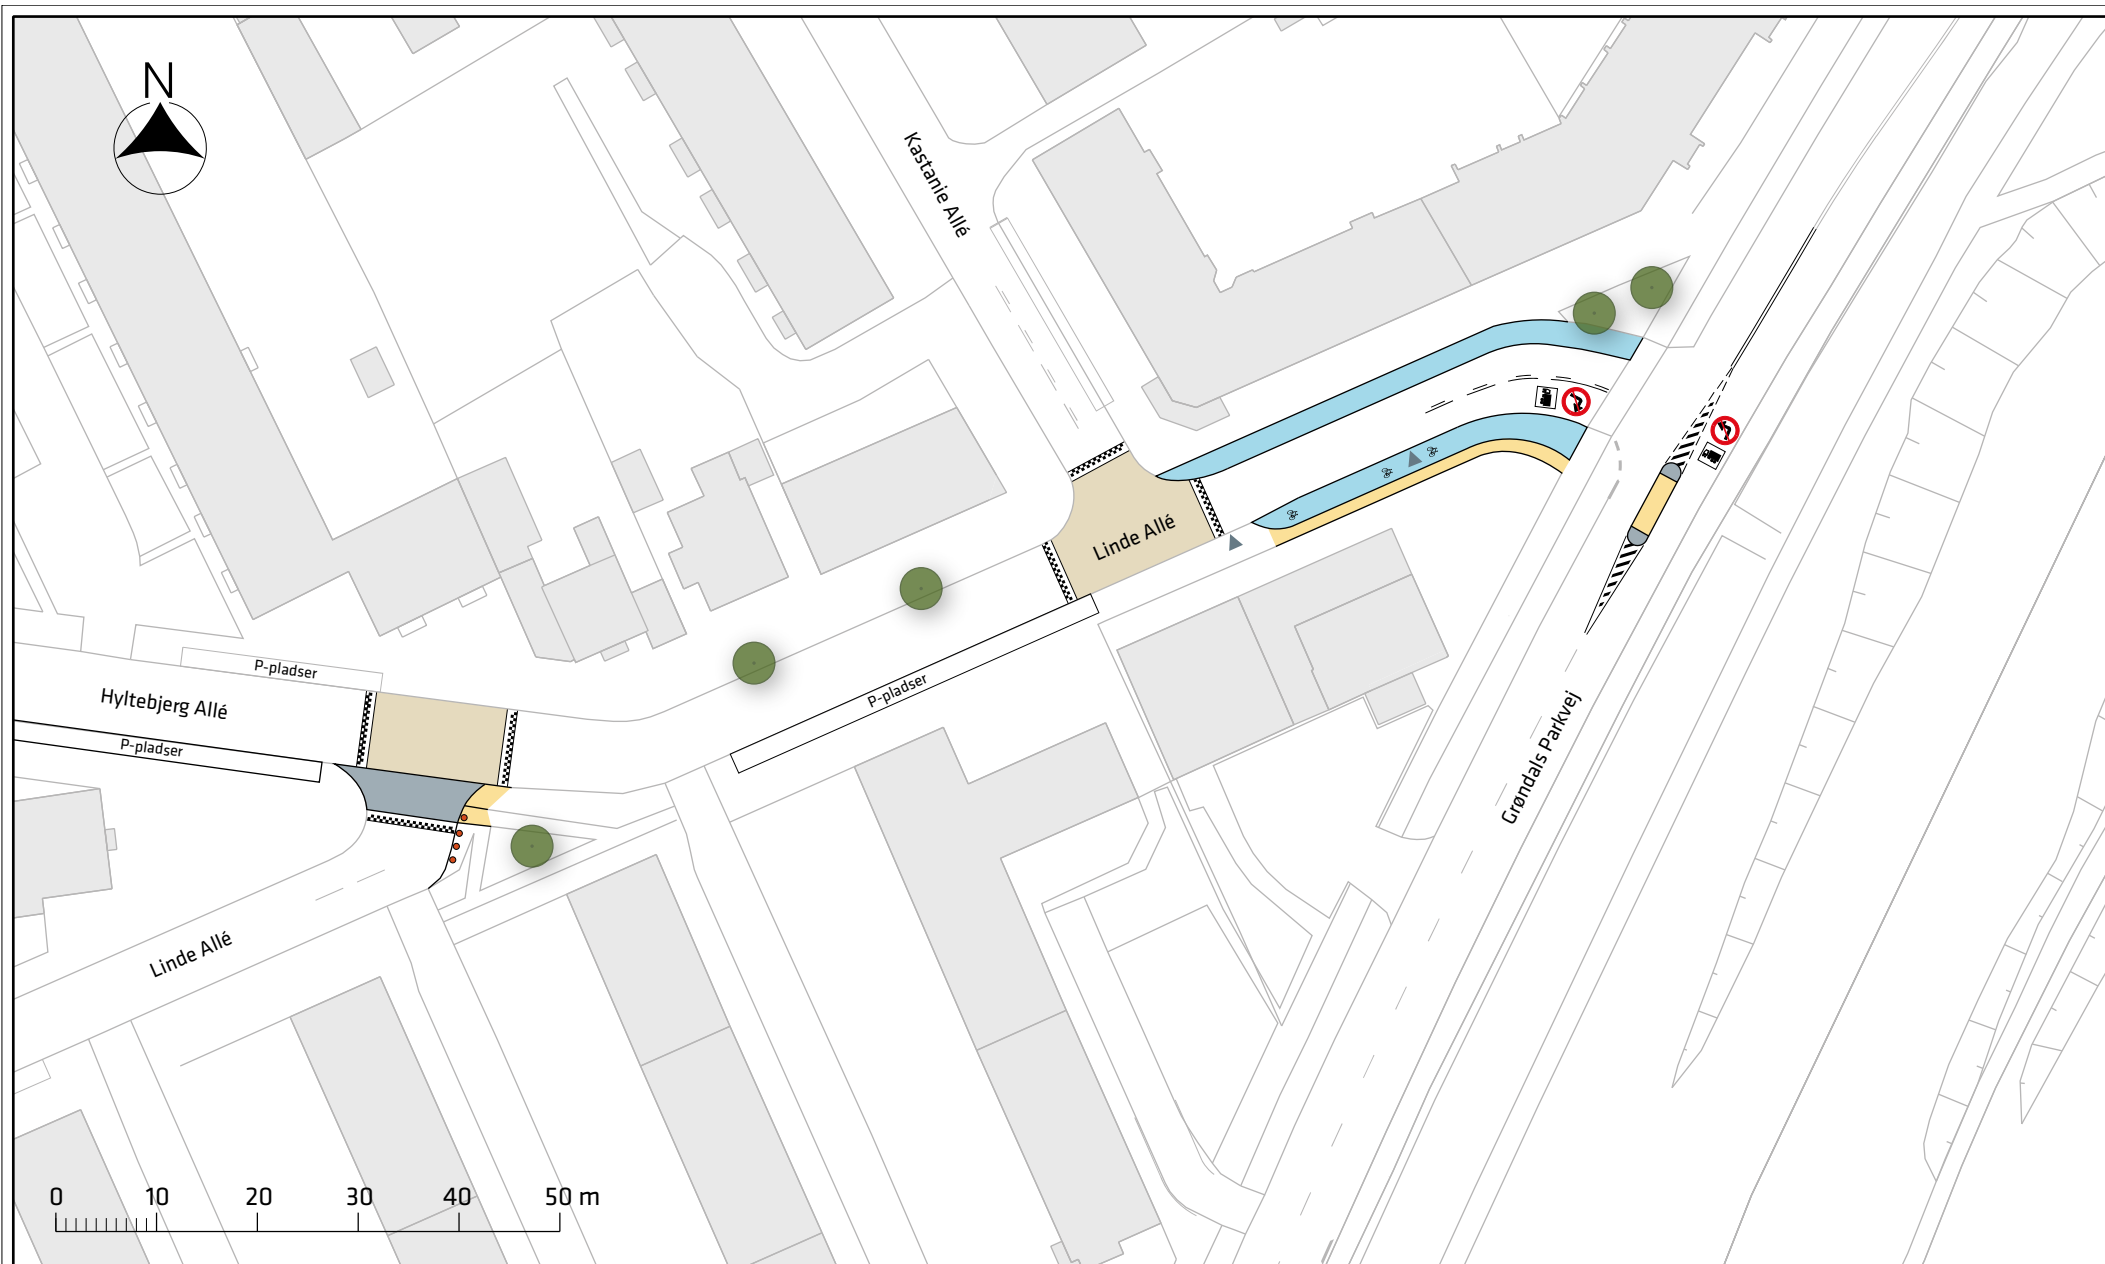 N
Kastanie Allé
Linde Allé
P-pladser
Hyltebjerg Allé
P-pladser
P-pladser
Grøndals Parkvej
Linde Allé
0 10 20 30 40 50 m